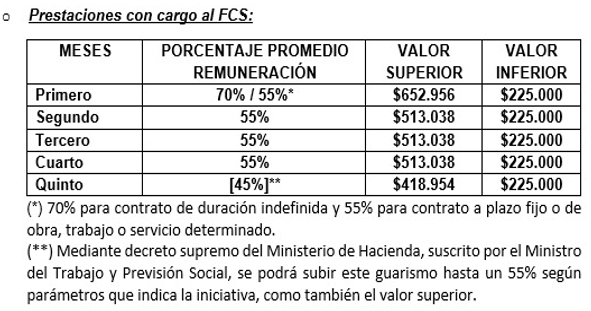 o Prestaciones con cargo al FCS:
MESES PORCENTAJE PROMEDIO REMUNERACIÓN VALOR SUPERIOR VALOR INFERIOR
Primero 70% / 55%* $652.956 $225.000
Segundo 55% $513.038 $225.000
Tercero 55% $513.038 $225.000
Cuarto 55% $513.038 $225.000
Quinto [45%]** $418.954 $225.000
(*) 70% para contrato de duración indefinida y 55% para contrato a plazo fijo o de
obra, trabajo o servicio determinado.
(**) Mediante decreto supremo del Ministerio de Hacienda, suscrito por el Ministro
del Trabajo y Previsión Social, se podrá subir este guarismo hasta un 55% según
parámetros que indica la iniciativa, como también el valor superior.